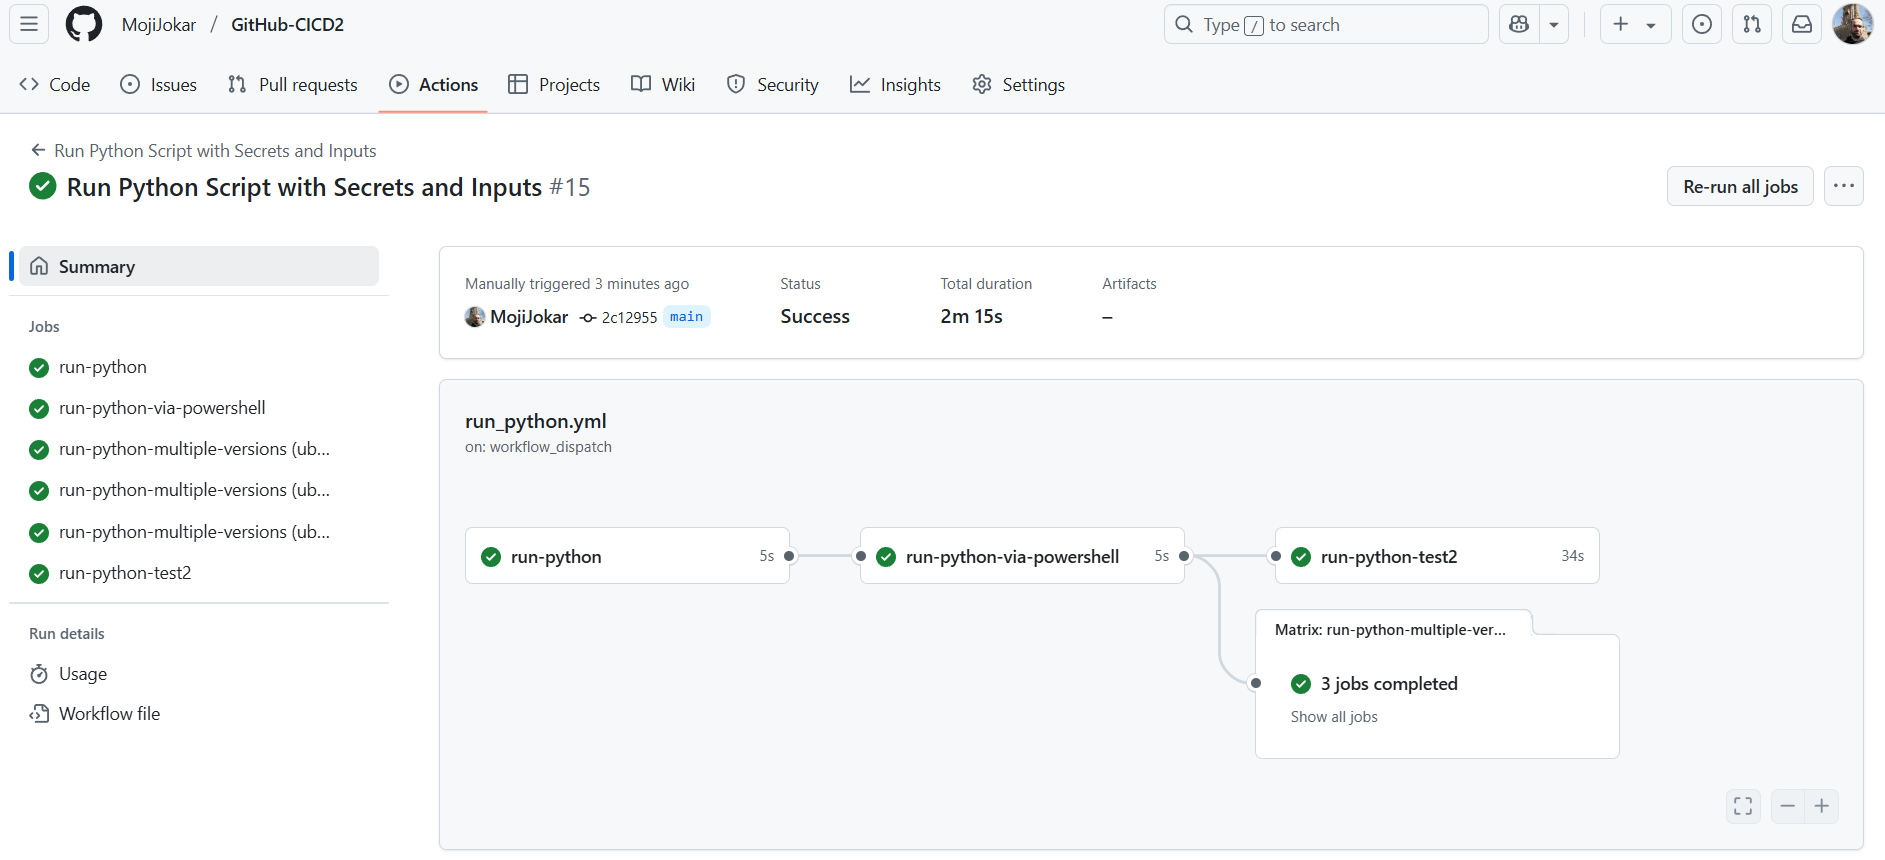 MojiJokar / GitHub-CICD2
Type / to search
Code Issues Pull requests Actions Projects Wiki Security Insights Settings
Run Python Script with Secrets and Inputs
Run Python Script with Secrets and Inputs #15
Re-run all jobs
Summary
Jobs
run-python
run-python-via-powershell
run-python-multiple-versions (ub...
run-python-multiple-versions (ub...
run-python-multiple-versions (ub...
run-python-test2
Run details
Usage
Workflow file
Manually triggered 3 minutes ago
MojiJokar 2c12955 main
Status
Success
Total duration
2m 15s
Artifacts
–
run_python.yml
on: workflow_dispatch
run-python 5s
run-python-via-powershell 5s
run-python-test2 34s
Matrix: run-python-multiple-ver...
3 jobs completed
Show all jobs